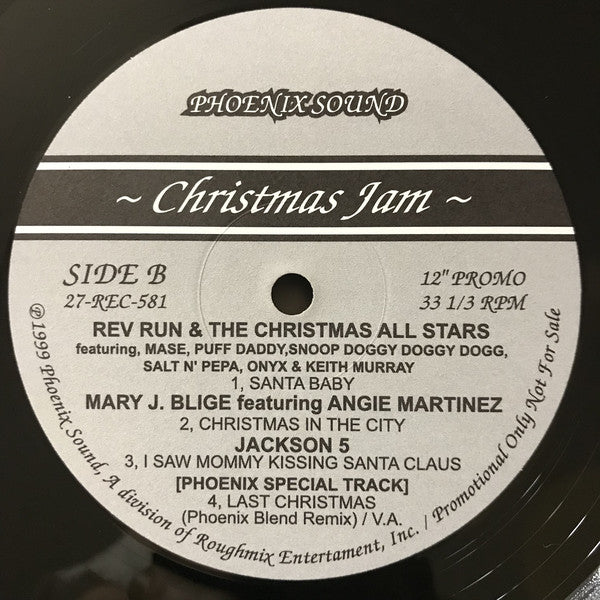 PHOENIX SOUND
~ Christmas Jam ~
SIDE B
27-REC-581
12" PROMO
33 1/3 RPM
REV RUN & THE CHRISTMAS ALL STARS
featuring, MASE, PUFF DADDY,SNOOP DOGGY DOGGY DOGG,
SALT N' PEPA, ONYX & KEITH MURRAY
1, SANTA BABY
MARY J. BLIGE featuring ANGIE MARTINEZ
2, CHRISTMAS IN THE CITY
JACKSON 5
3, I SAW MOMMY KISSING SANTA CLAUS
[PHOENIX SPECIAL TRACK]
4, LAST CHRISTMAS
(Phoenix Blend Remix) / V.A.
℗ 1999 Phoenix Sound, A division of Roughmix Entertament, Inc. / Promotional Only Not For Sale